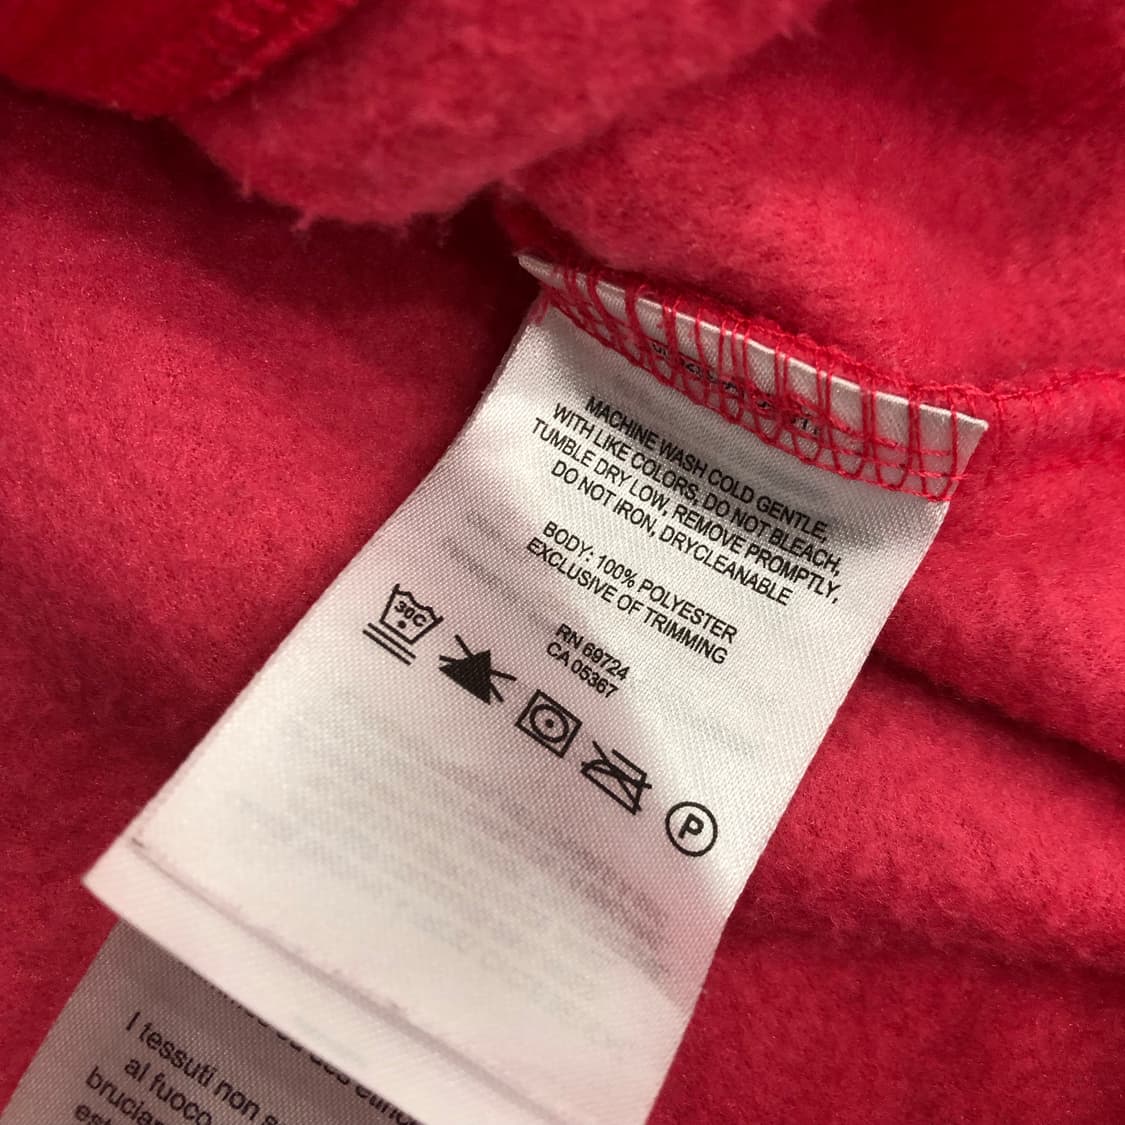 MACHINE WASH COLD GENTLE,
WITH LIKE COLORS, DO NOT BLEACH,
TUMBLE DRY LOW, REMOVE PROMPTLY,
DO NOT IRON, DRYCLEANABLE
BODY: 100% POLYESTER
EXCLUSIVE OF TRIMMING
RN 69724
CA 05367
30C
P
I tessuti non
al fuoco